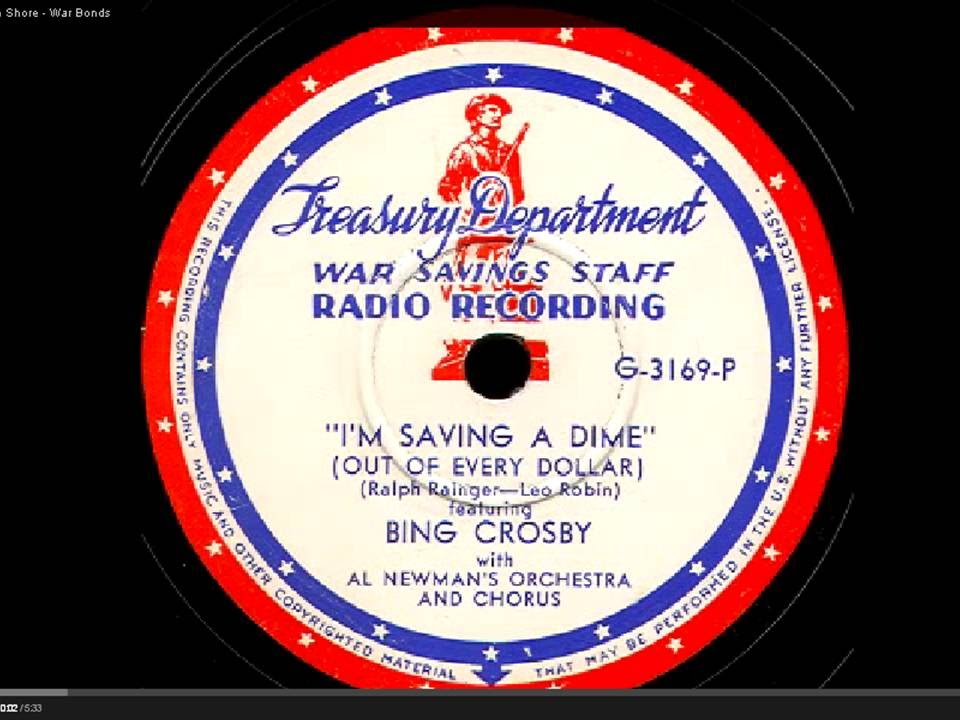 Shore - War Bonds
Treasury Department
WAR SAVINGS STAFF
RADIO RECORDING
G-3169-P
"I'M SAVING A DIME"
(OUT OF EVERY DOLLAR)
(Ralph Rainger—Leo Robin)
featuring
BING CROSBY
with
AL NEWMAN'S ORCHESTRA
AND CHORUS
THIS RECORDING CONTAINS ONLY MUSIC AND OTHER COPYRIGHTED MATERIAL THAT MAY BE PERFORMED IN THE U.S. WITHOUT ANY FURTHER LICENSE.
0:02 / 5:33